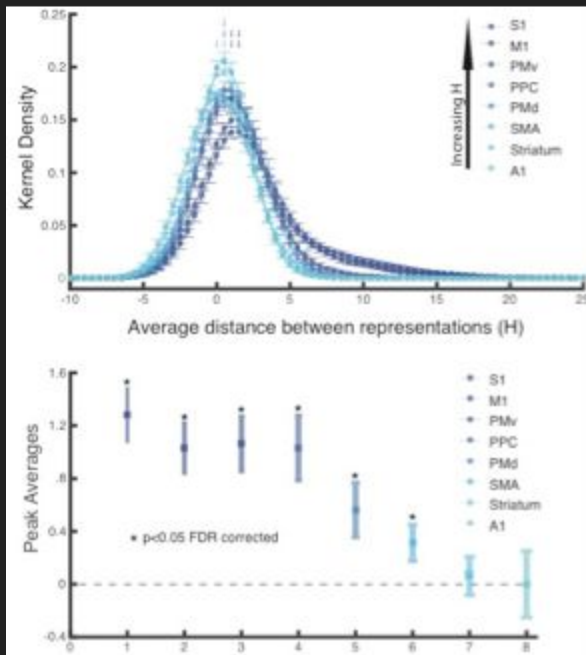 0.25
0.2
0.15
0.1
0.05
0
Kernel Density
-10 -5 0 5 10 15 20 25
Average distance between representations (H)
Increasing H
S1
M1
PMv
PPC
PMd
SMA
Striatum
A1
1.6
1.2
.8
0.4
0
-0.4
Peak Averages
* p<0.05 FDR corrected
S1
M1
PMv
PPC
PMd
SMA
Striatum
A1
0 1 2 3 4 5 6 7 8